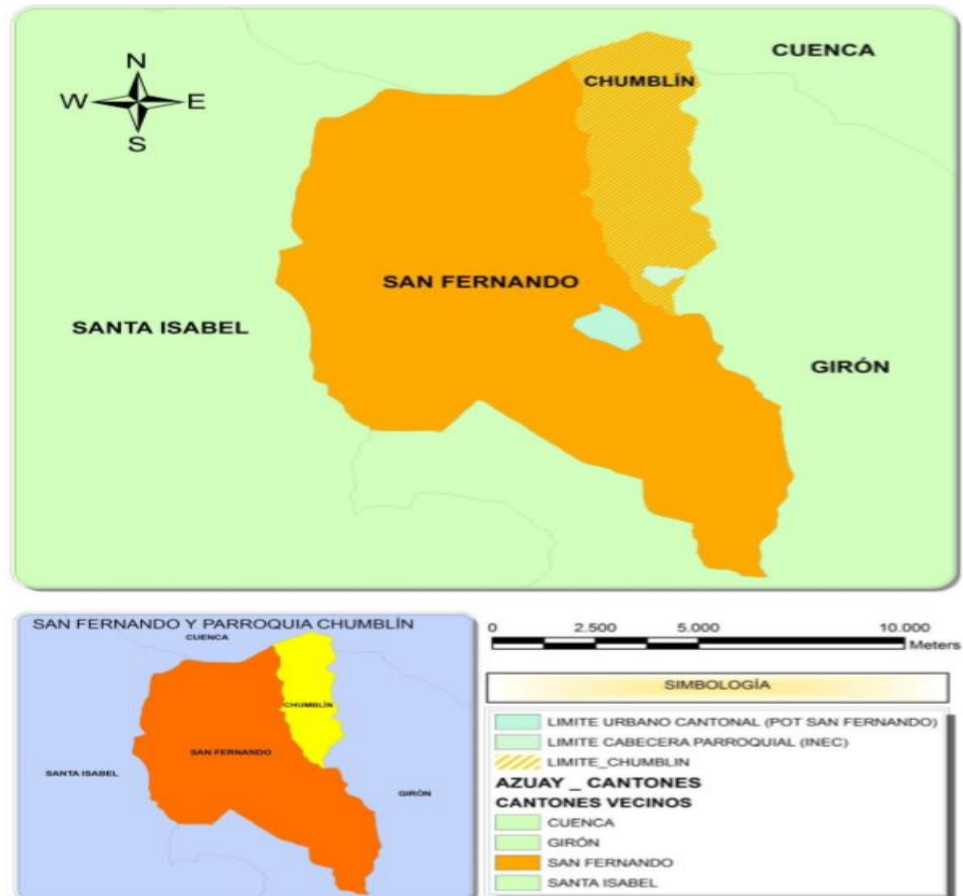 N
W E
S
CUENCA
CHUMBLÍN
SAN FERNANDO
SANTA ISABEL
GIRÓN
SAN FERNANDO Y PARROQUIA CHUMBLÍN
CUENCA
CHUMBLÍN
SAN FERNANDO
SANTA ISABEL
GIRÓN
0 2.500 5.000 10.000
Meters
SIMBOLOGÍA
LIMITE URBANO CANTONAL (POT SAN FERNANDO)
LIMITE CABECERA PARROQUIAL (INEC)
LIMITE_CHUMBLIN
AZUAY _ CANTONES
CANTONES VECINOS
CUENCA
GIRÓN
SAN FERNANDO
SANTA ISABEL